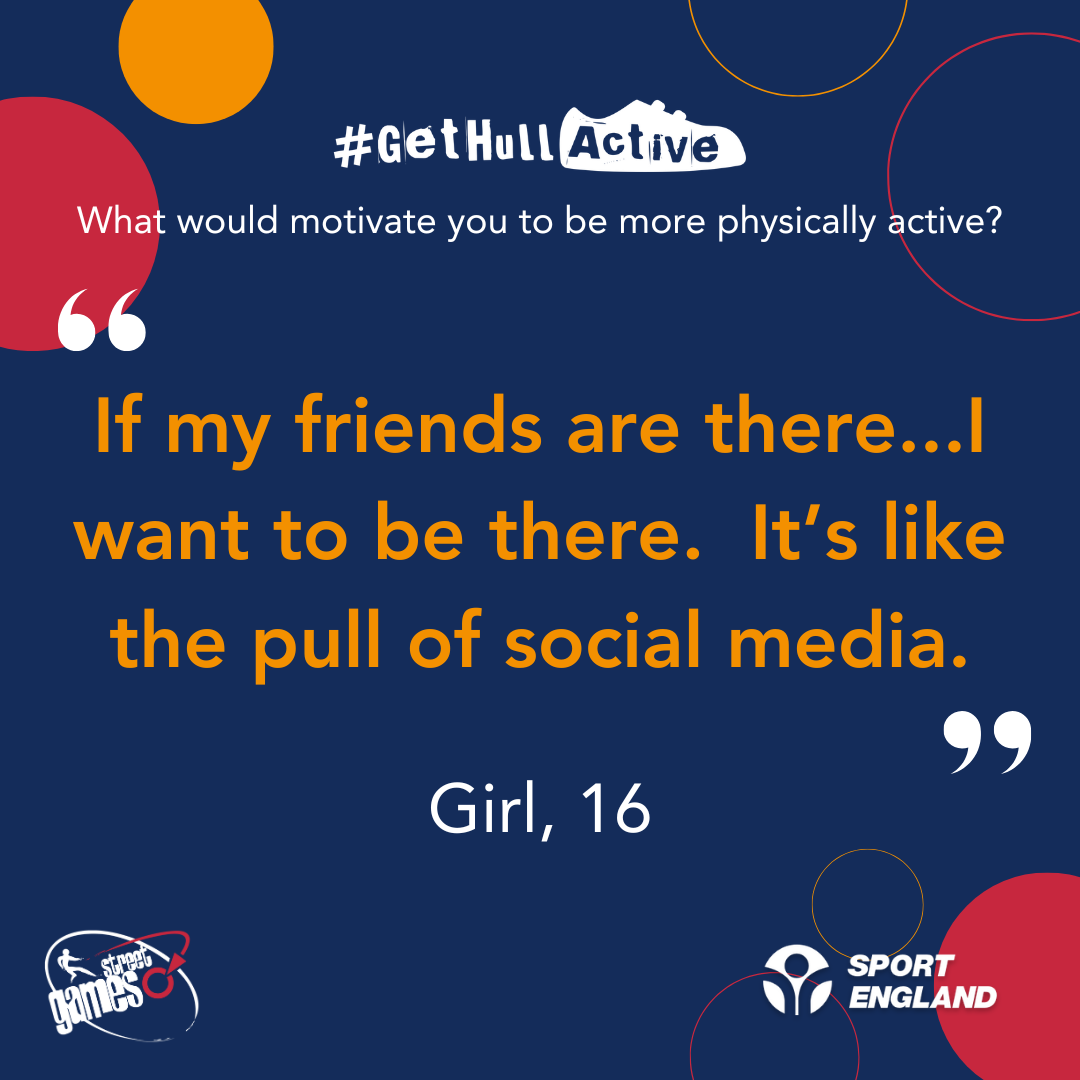 #GetHullActive
What would motivate you to be more physically active?
“
If my friends are there...I
want to be there.  It’s like
the pull of social media.
”
Girl, 16
street
games
SPORT
ENGLAND